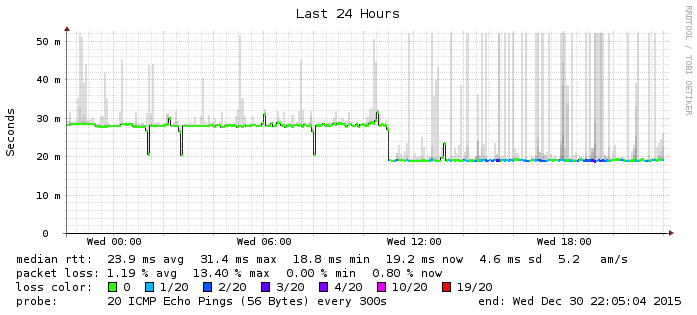 Last 24 Hours
RRDTOOL / TOBI OETIKER
Seconds
50 m
40 m
30 m
20 m
10 m
0
Wed 00:00 Wed 06:00 Wed 12:00 Wed 18:00
median rtt: 23.9 ms avg 31.4 ms max 18.8 ms min 19.2 ms now 4.6 ms sd 5.2 am/s
packet loss: 1.19 % avg 13.40 % max 0.00 % min 0.80 % now
loss color: 0 1/20 2/20 3/20 4/20 10/20 19/20
probe: 20 ICMP Echo Pings (56 Bytes) every 300s end: Wed Dec 30 22:05:04 2015